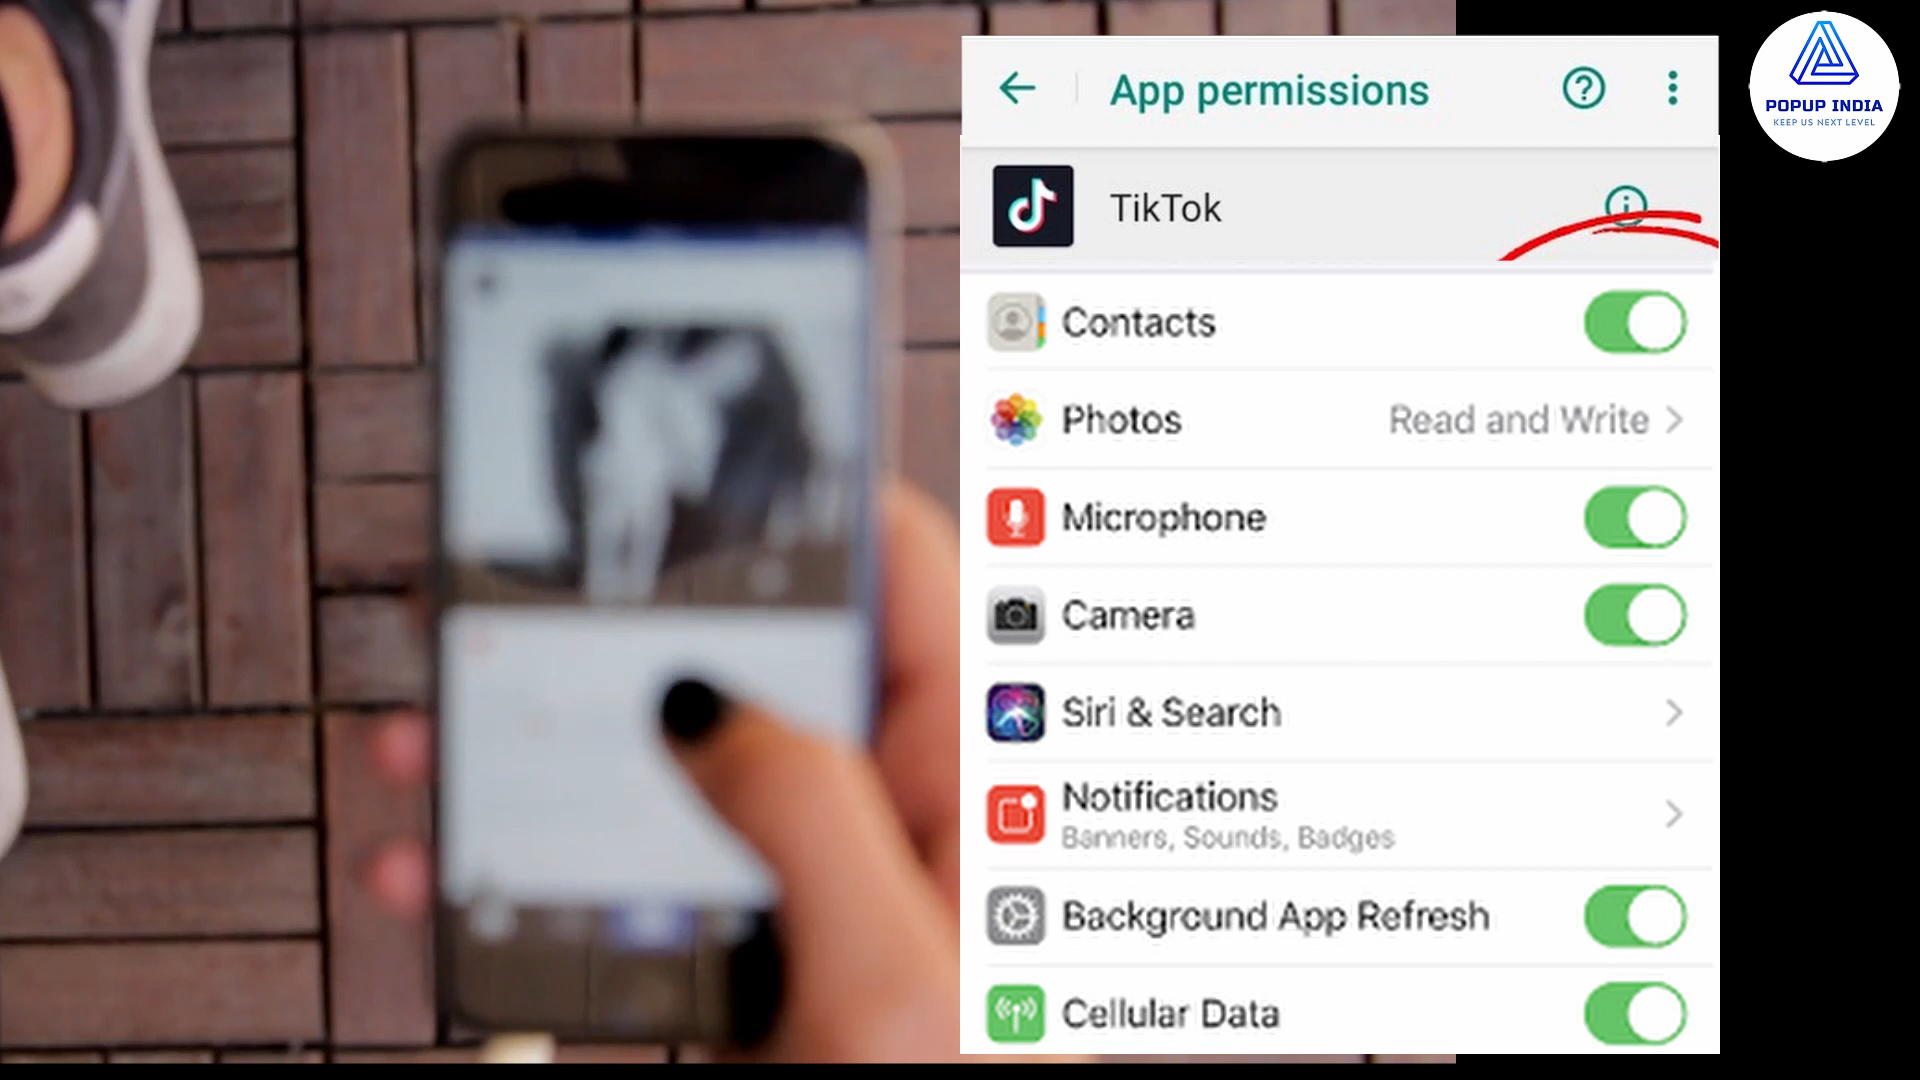 App permissions
POPUP INDIA
KEEP US NEXT LEVEL
TikTok
Contacts
Photos Read and Write
Microphone
Camera
Siri & Search
Notifications
Banners, Sounds, Badges
Background App Refresh
Cellular Data